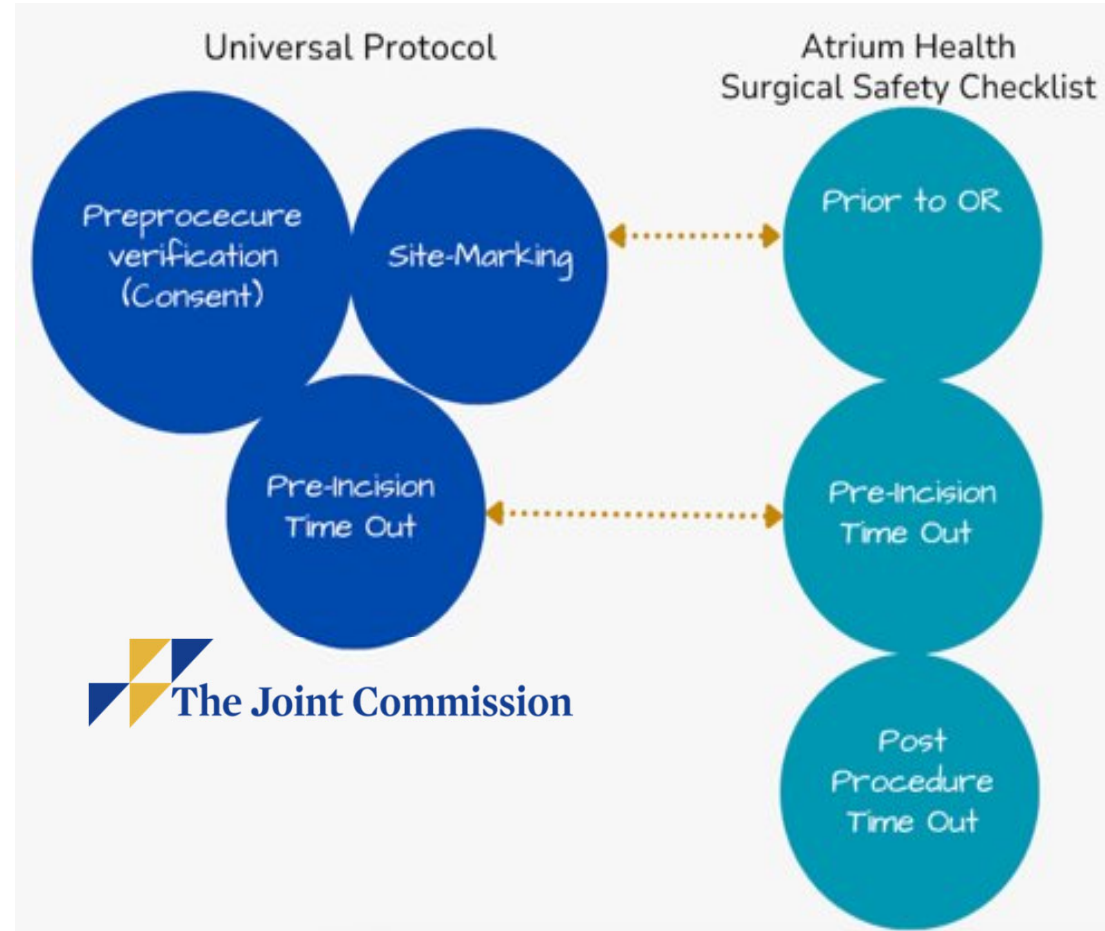 Universal Protocol
Atrium Health
Surgical Safety Checklist
Preprocecure
verification
(Consent)
Site-Marking
Prior to OR
Pre-Incision
Time Out
Pre-Incision
Time Out
The Joint Commission
Post
Procedure
Time Out